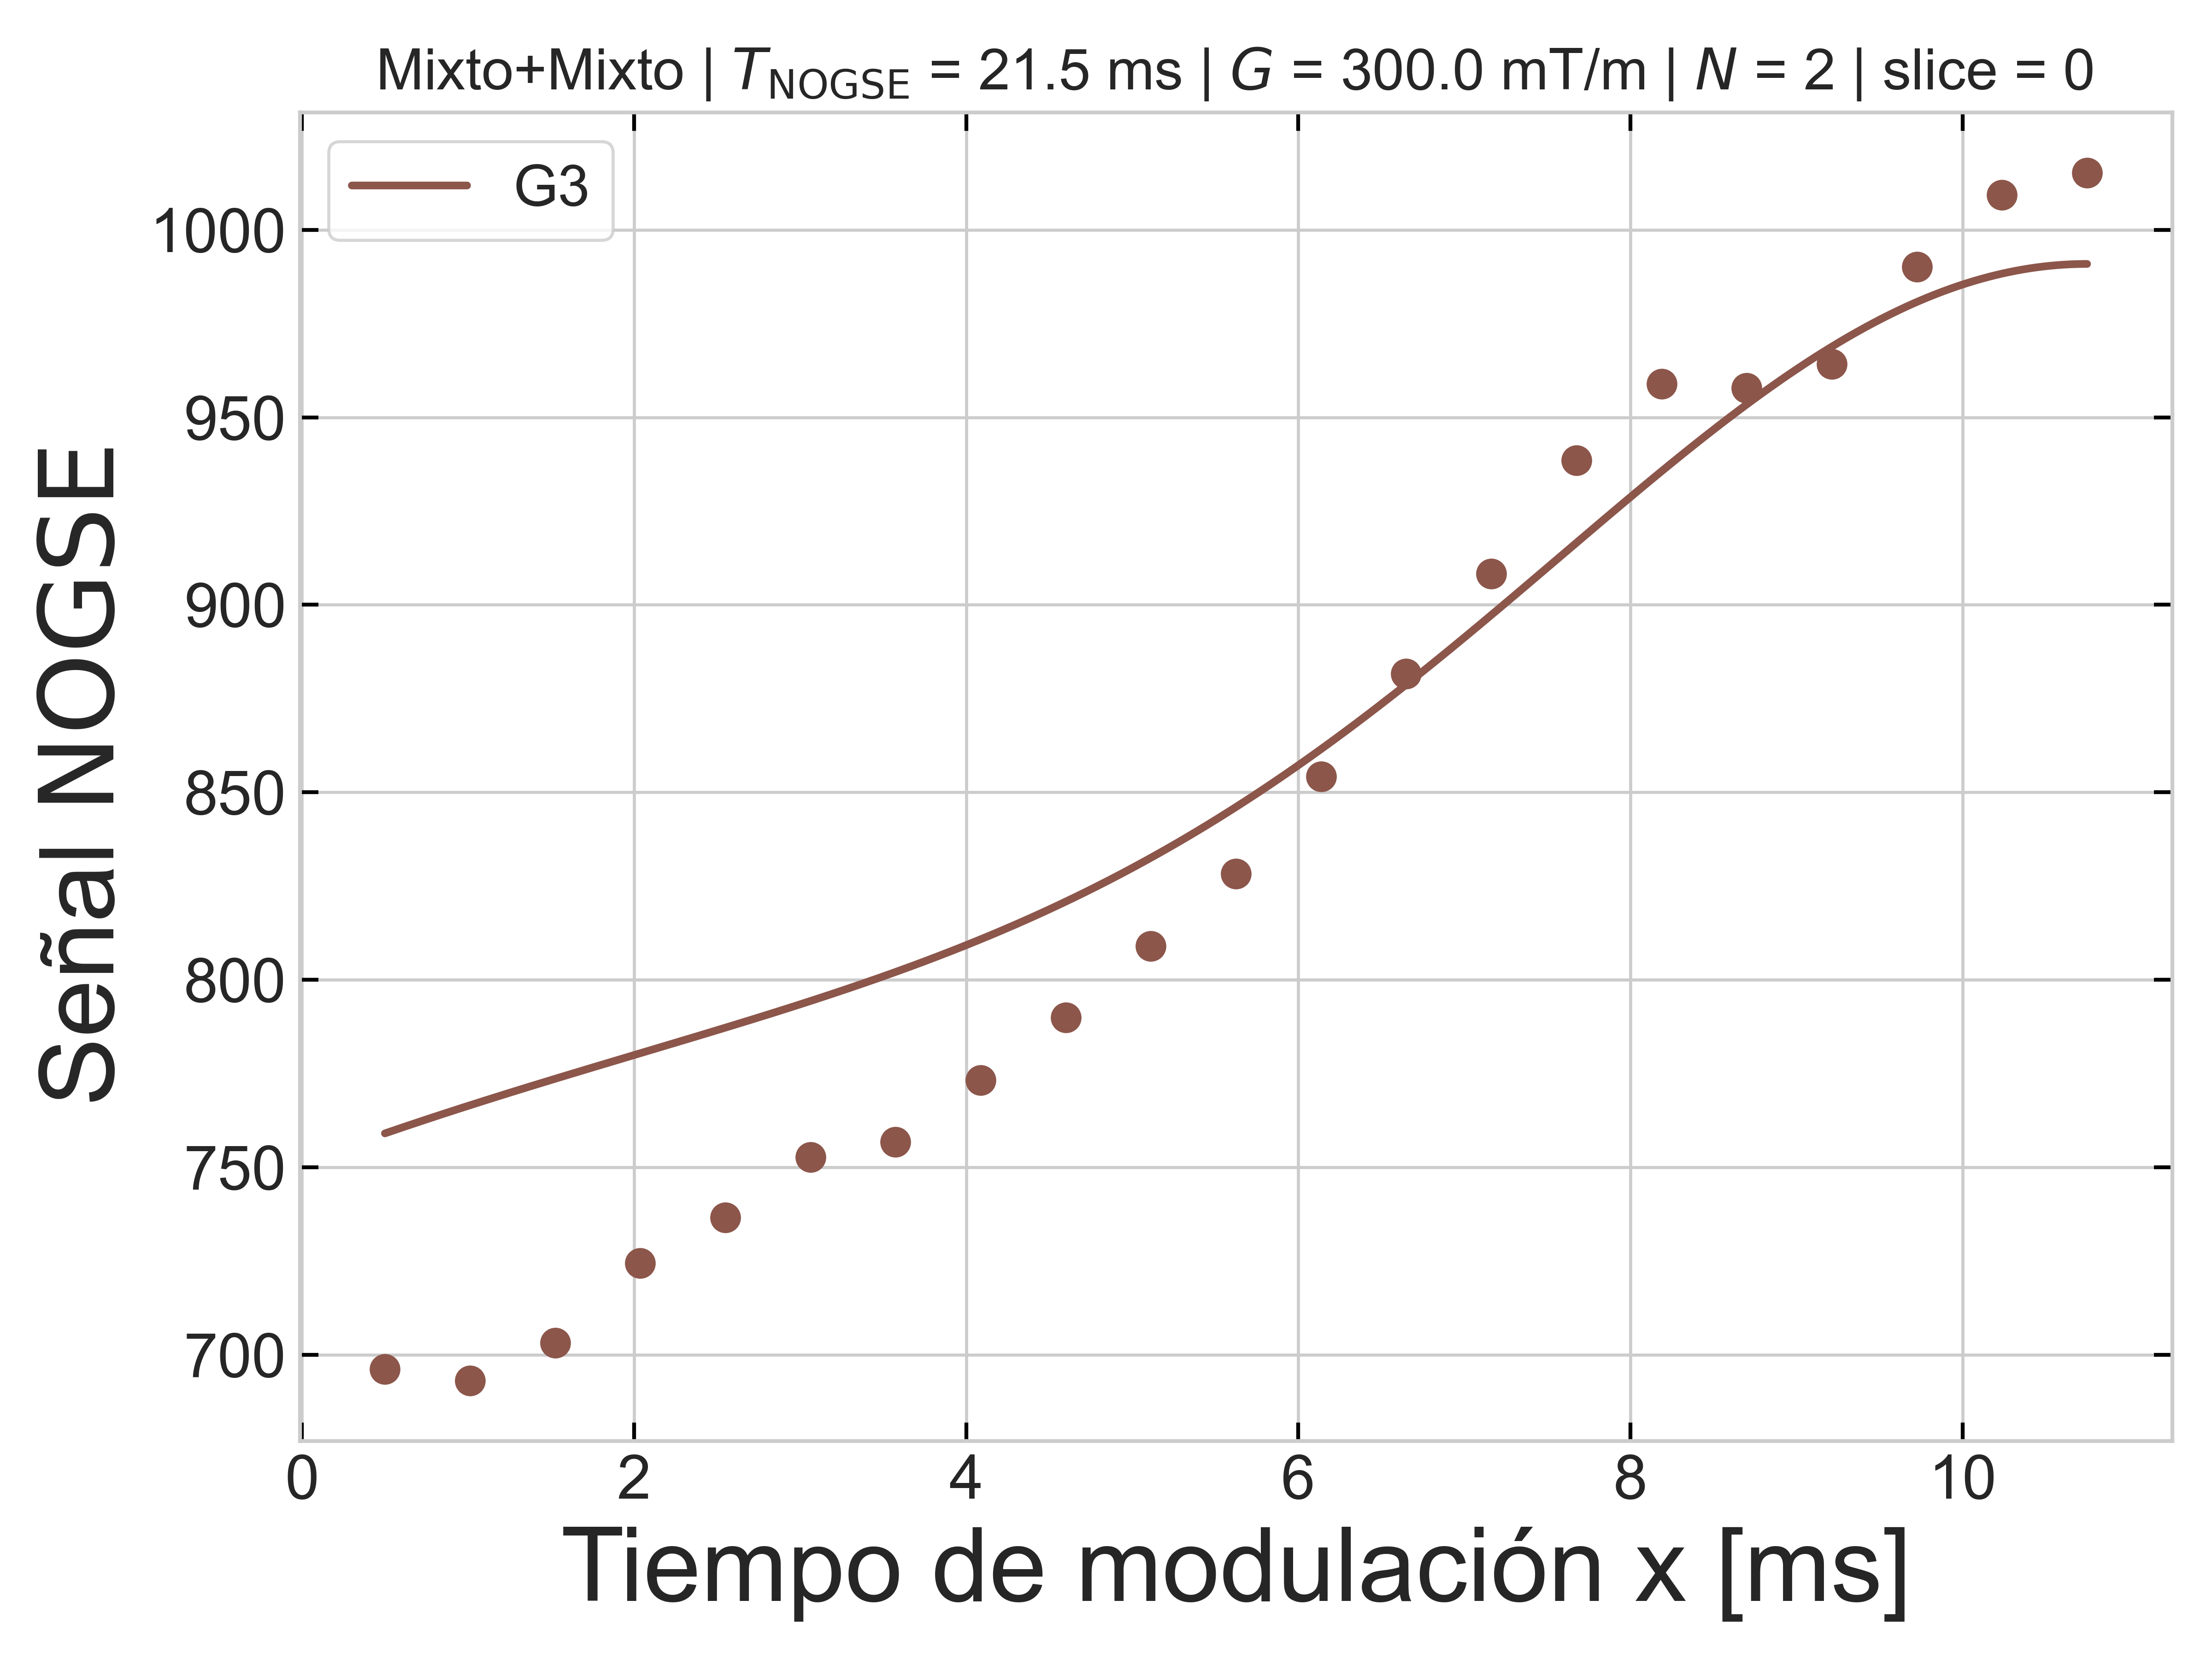 Mixto+Mixto | T_NOGSE = 21.5 ms | G = 300.0 mT/m | N = 2 | slice = 0
G3
1000
950
900
850
800
750
700
Señal NOGSE
0 2 4 6 8 10
Tiempo de modulación x [ms]